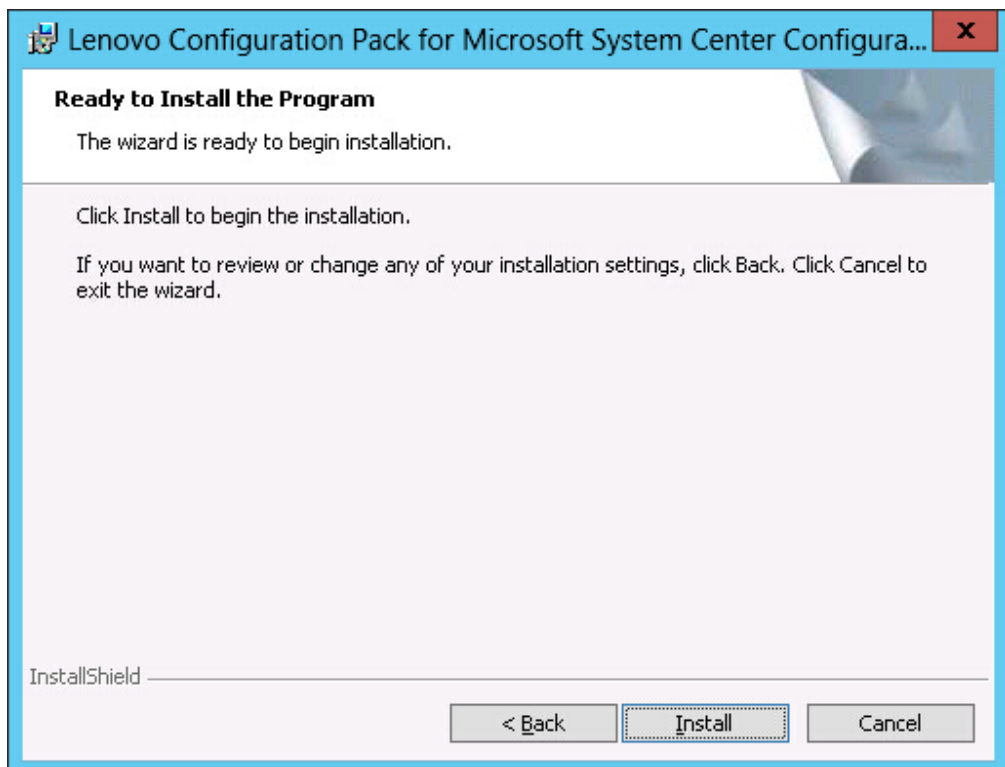 Lenovo Configuration Pack for Microsoft System Center Configura...
x
Ready to Install the Program
The wizard is ready to begin installation.
Click Install to begin the installation.
If you want to review or change any of your installation settings, click Back. Click Cancel to
exit the wizard.
InstallShield
< Back
Install
Cancel